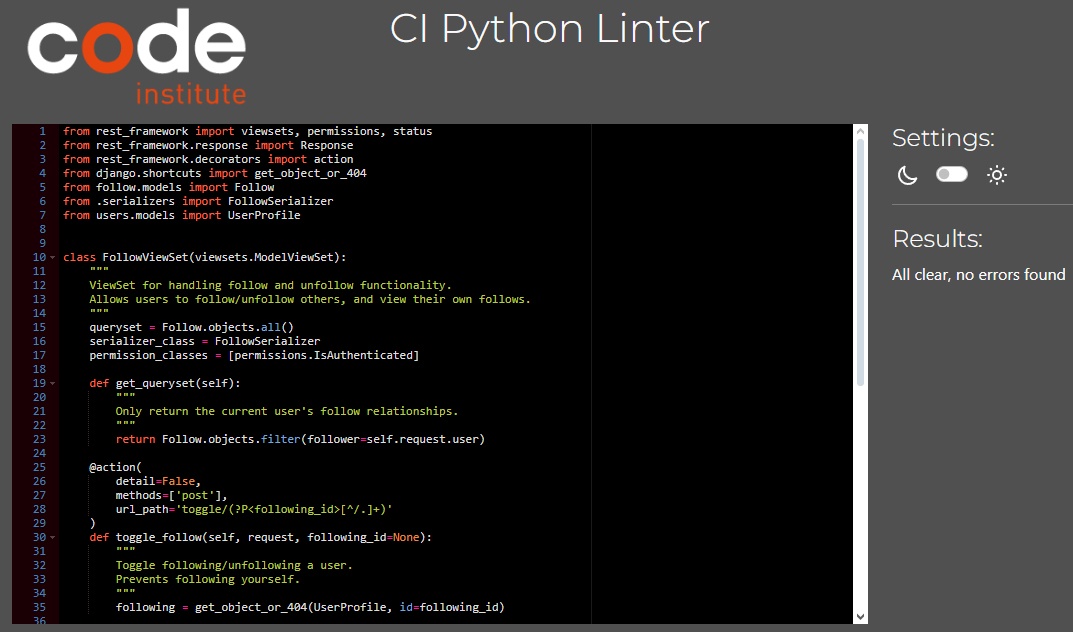 code
institute
CI Python Linter
1 from rest_framework import viewsets, permissions, status
2 from rest_framework.response import Response
3 from rest_framework.decorators import action
4 from django.shortcuts import get_object_or_404
5 from follow.models import Follow
6 from .serializers import FollowSerializer
7 from users.models import UserProfile
8
9
10 class FollowViewSet(viewsets.ModelViewSet):
11     """
12     ViewSet for handling follow and unfollow functionality.
13     Allows users to follow/unfollow others, and view their own follows.
14     """
15     queryset = Follow.objects.all()
16     serializer_class = FollowSerializer
17     permission_classes = [permissions.IsAuthenticated]
18
19     def get_queryset(self):
20         """
21         Only return the current user's follow relationships.
22         """
23         return Follow.objects.filter(follower=self.request.user)
24
25     @action(
26         detail=False,
27         methods=['post'],
28         url_path='toggle/(?P<following_id>[^/.]+)'
29     )
30     def toggle_follow(self, request, following_id=None):
31         """
32         Toggle following/unfollowing a user.
33         Prevents following yourself.
34         """
35         following = get_object_or_404(UserProfile, id=following_id)
36
Settings:
Results:
All clear, no errors found